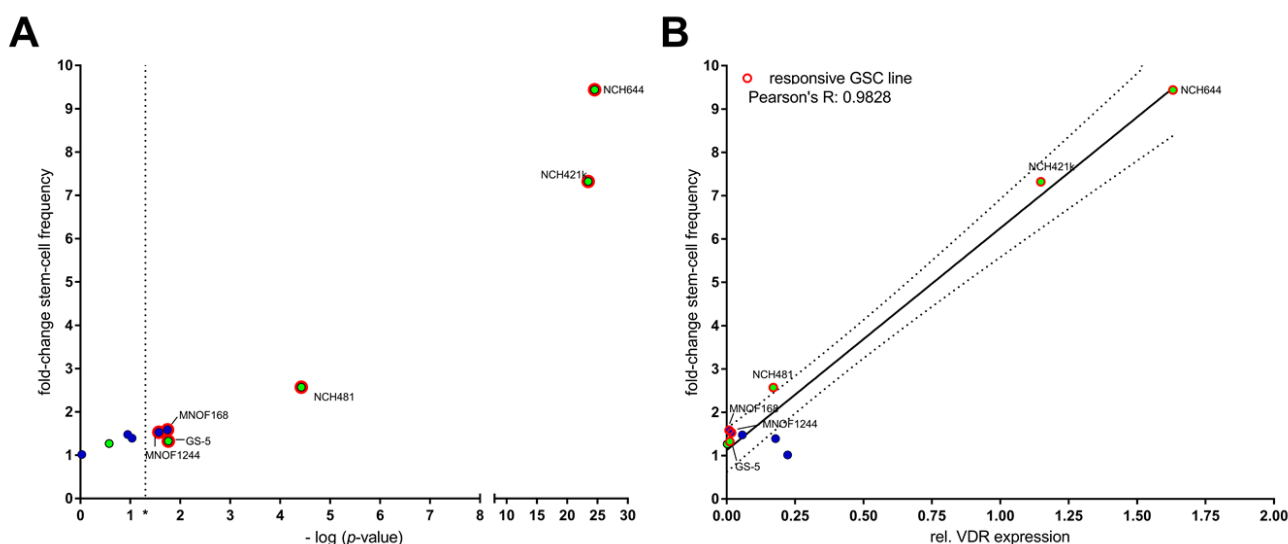 A
fold-change stem-cell frequency
10
9
8
7
6
5
4
3
2
1
0
NCH644
NCH421k
NCH481
MNOF168
GS-5
MNOF1244
0 1 * 2 3 4 5 6 7 8 10 15 20 25 30
- log (p-value)
B
fold-change stem-cell frequency
10
9
8
7
6
5
4
3
2
1
0
responsive GSC line
Pearson's R: 0.9828
NCH644
NCH421k
NCH481
MNOF168
MNOF1244
GS-5
0.00 0.25 0.50 0.75 1.00 1.25 1.50 1.75 2.00
rel. VDR expression